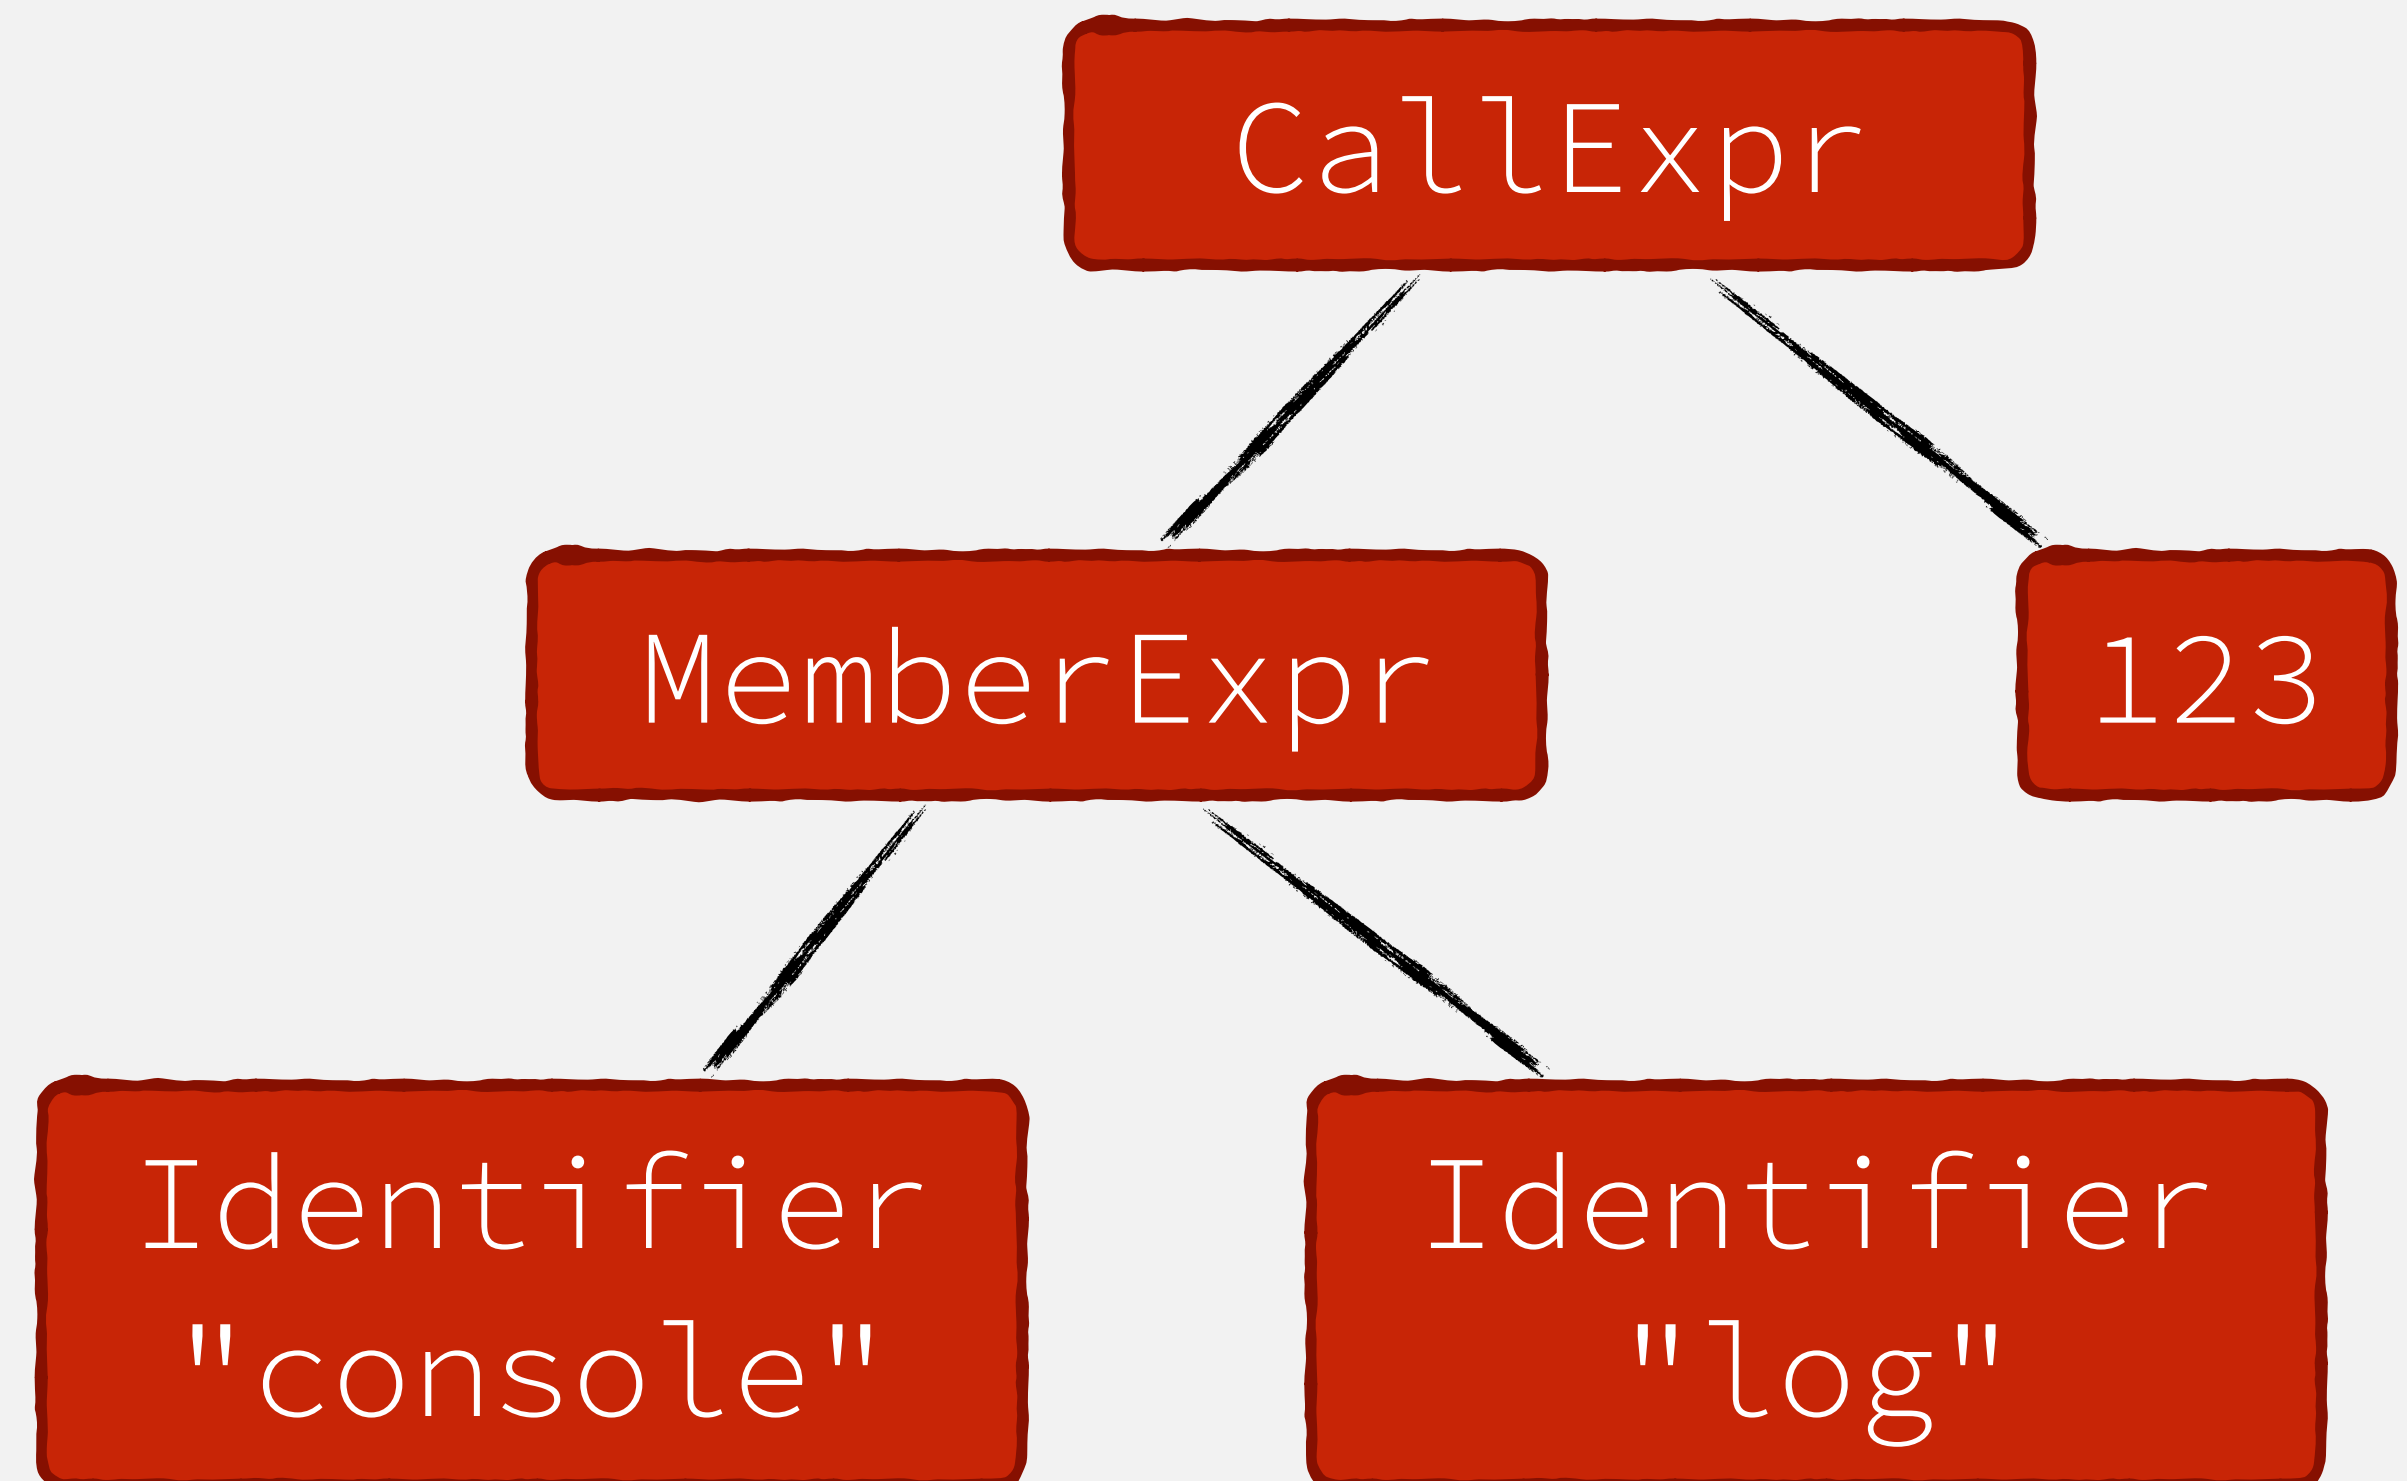 CallExpr
MemberExpr
123
Identifier
"console"
Identifier
"log"